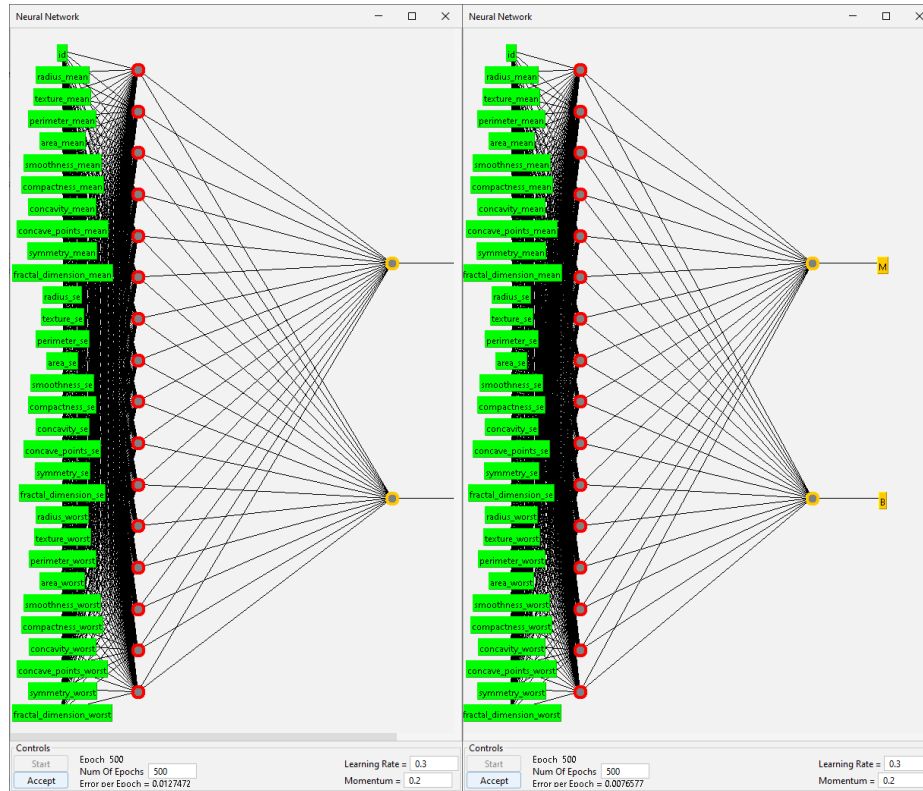 Neural Network
id
radius_mean
texture_mean
perimeter_mean
area_mean
smoothness_mean
compactness_mean
concavity_mean
concave_points_mean
symmetry_mean
fractal_dimension_mean
radius_se
texture_se
perimeter_se
area_se
smoothness_se
compactness_se
concavity_se
concave_points_se
symmetry_se
fractal_dimension_se
radius_worst
texture_worst
perimeter_worst
area_worst
smoothness_worst
compactness_worst
concavity_worst
concave_points_worst
symmetry_worst
fractal_dimension_worst
Controls
Start
Accept
Epoch 500
Num Of Epochs 500
Error per Epoch = 0.0127472
Learning Rate = 0.3
Momentum = 0.2
Neural Network
id
radius_mean
texture_mean
perimeter_mean
area_mean
smoothness_mean
compactness_mean
concavity_mean
concave_points_mean
symmetry_mean
fractal_dimension_mean
radius_se
texture_se
perimeter_se
area_se
smoothness_se
compactness_se
concavity_se
concave_points_se
symmetry_se
fractal_dimension_se
radius_worst
texture_worst
perimeter_worst
area_worst
smoothness_worst
compactness_worst
concavity_worst
concave_points_worst
symmetry_worst
fractal_dimension_worst
M
B
Controls
Start
Accept
Epoch 500
Num Of Epochs 500
Error per Epoch = 0.0076577
Learning Rate = 0.3
Momentum = 0.2